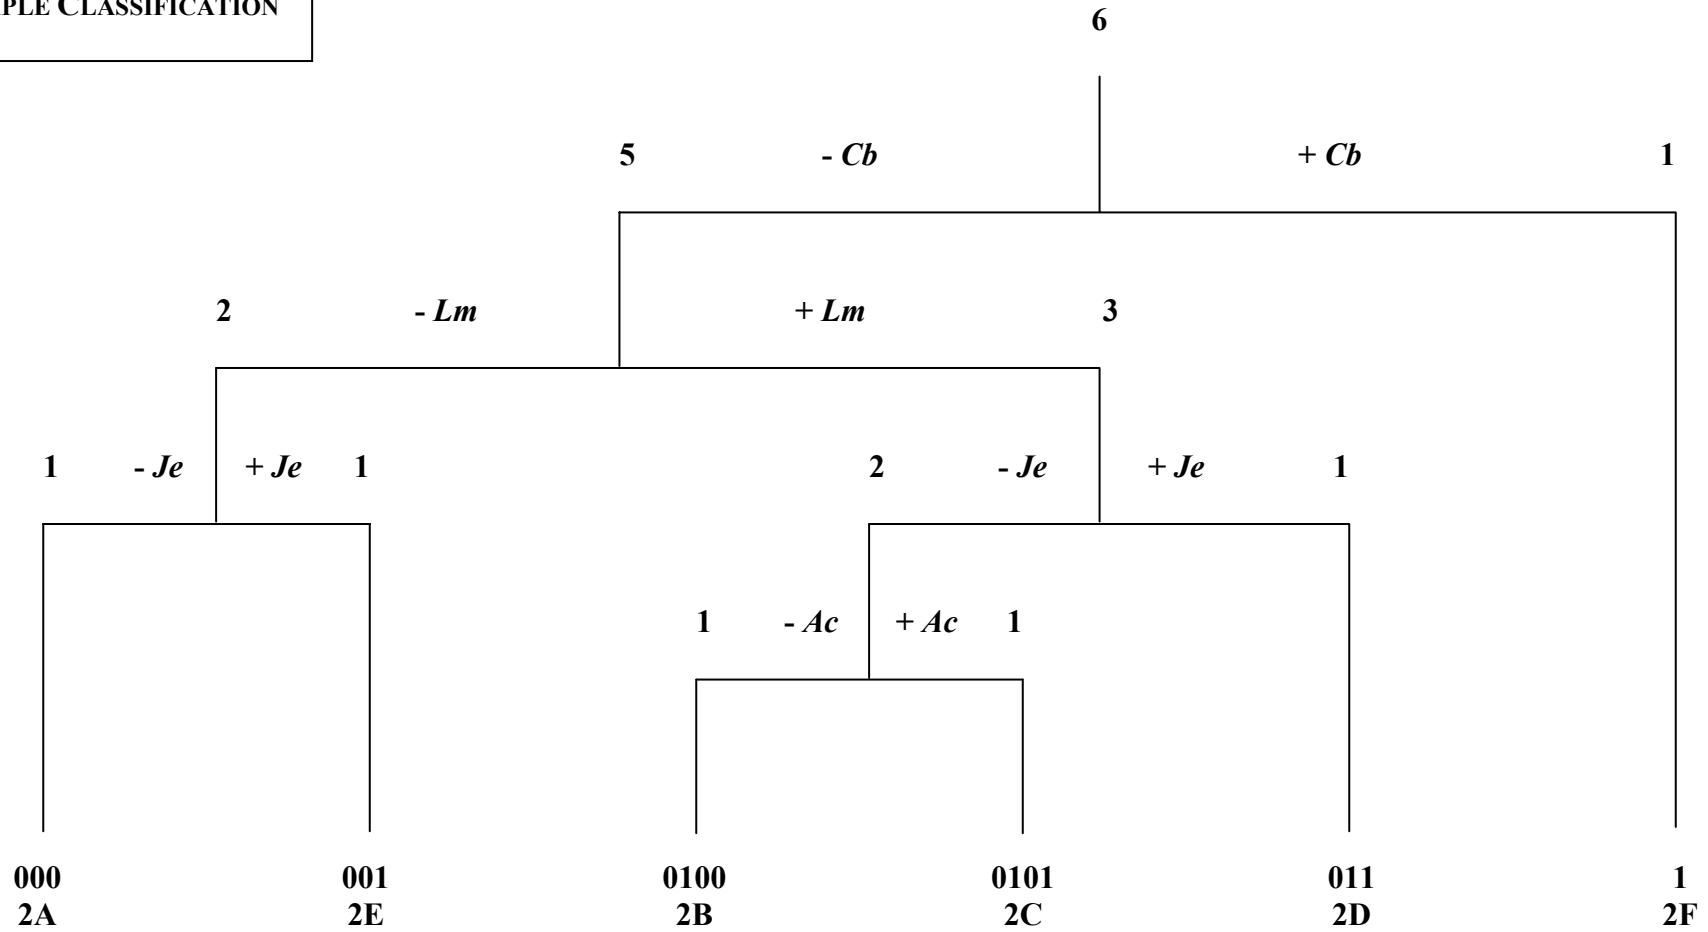 CLASSIFICATION
6
5 - Cb + Cb 1
2 - Lm + Lm 3
1 - Je + Je 1 2 - Je + Je 1
1 - Ac + Ac 1
000 001 0100 0101 011 1
2A 2E 2B 2C 2D 2F